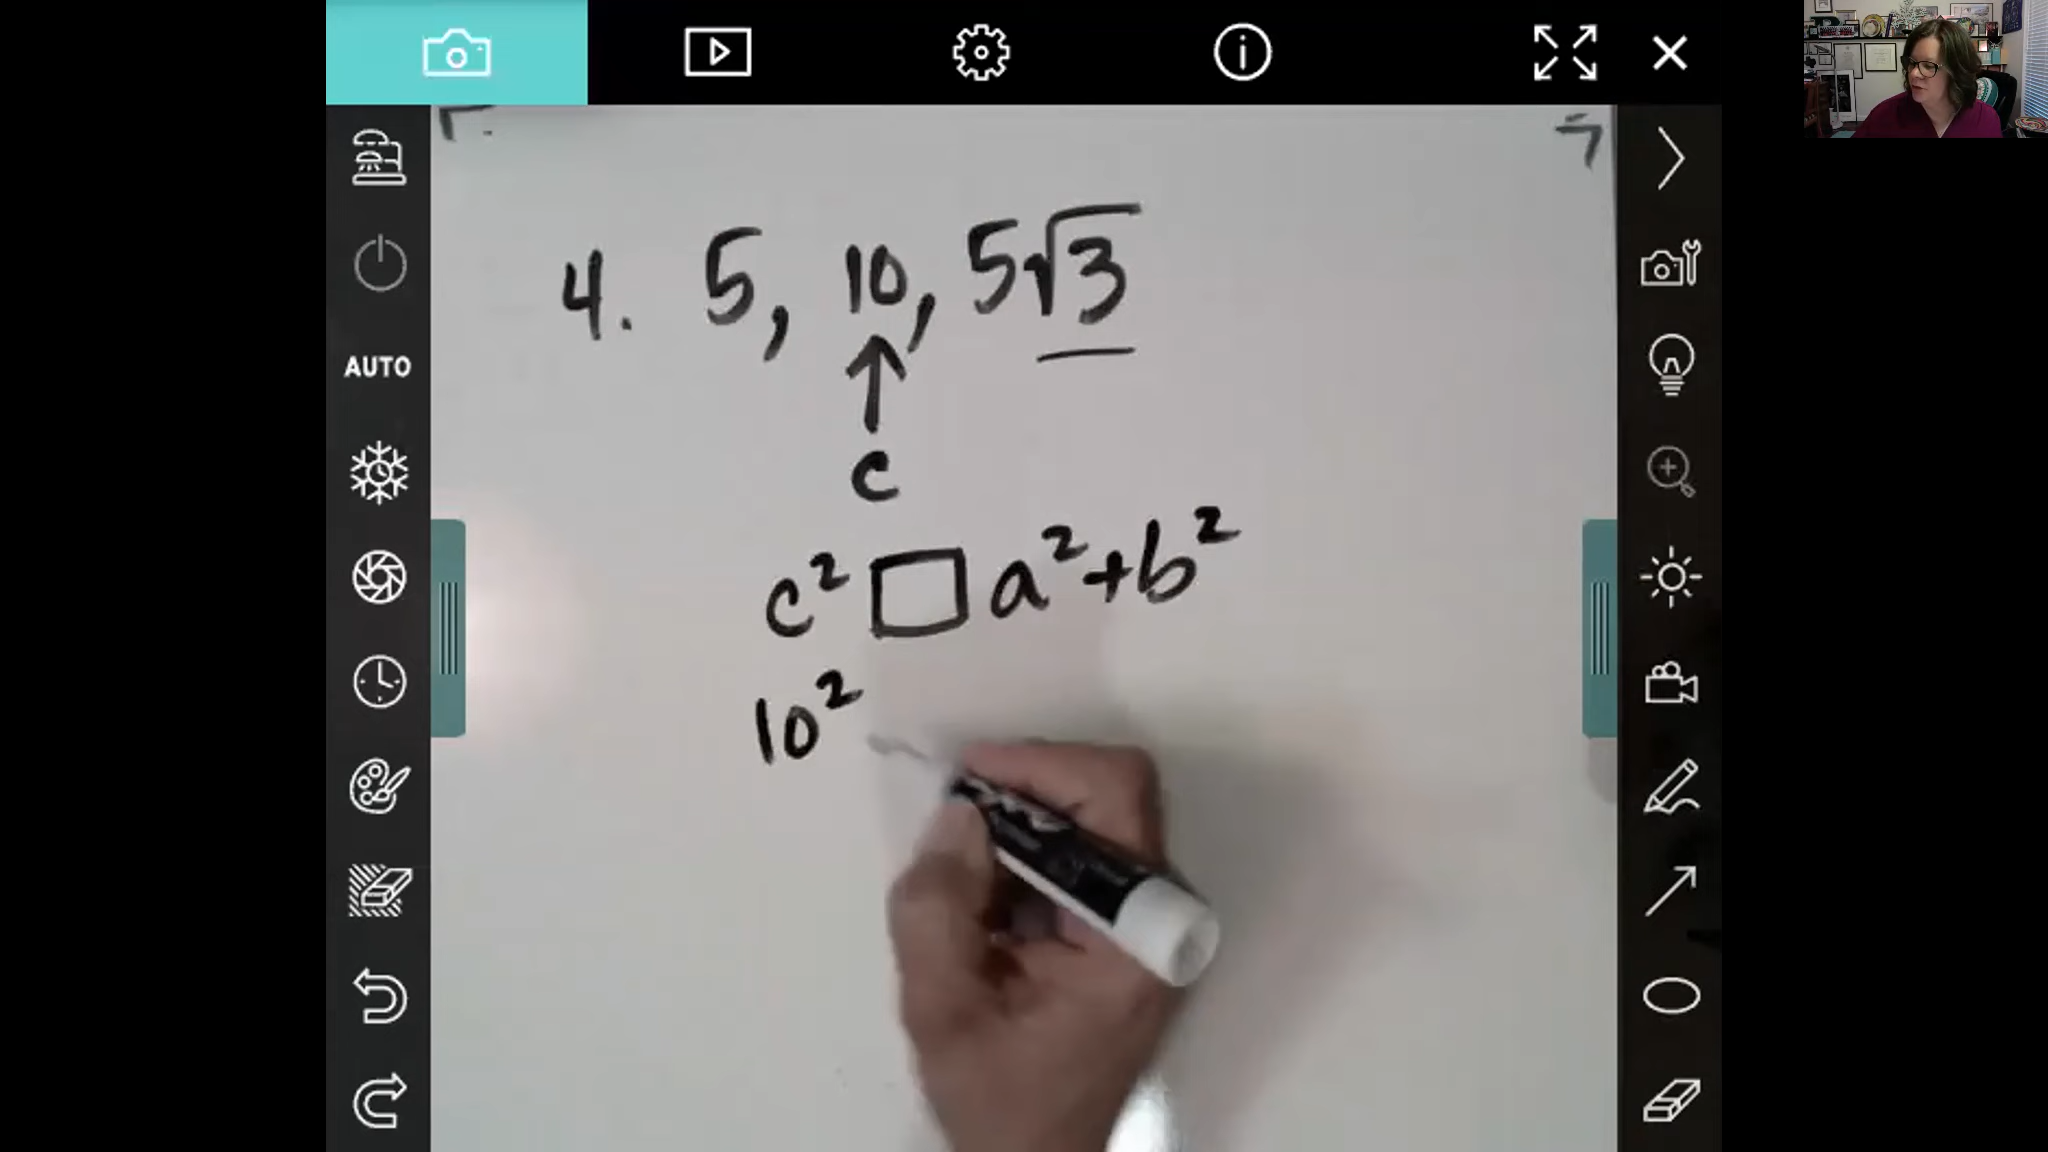 AUTO
4. 5, 10, 5√3
↑
c
c² □ a² + b²
10²